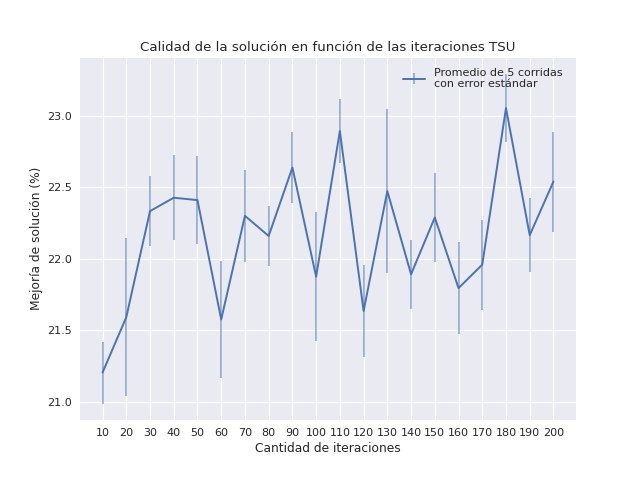 Calidad de la solución en función de las iteraciones TSU
Promedio de 5 corridas
con error estándar
Mejoría de solución (%)
23.0
22.5
22.0
21.5
21.0
10 20 30 40 50 60 70 80 90 100 110 120 130 140 150 160 170 180 190 200
Cantidad de iteraciones